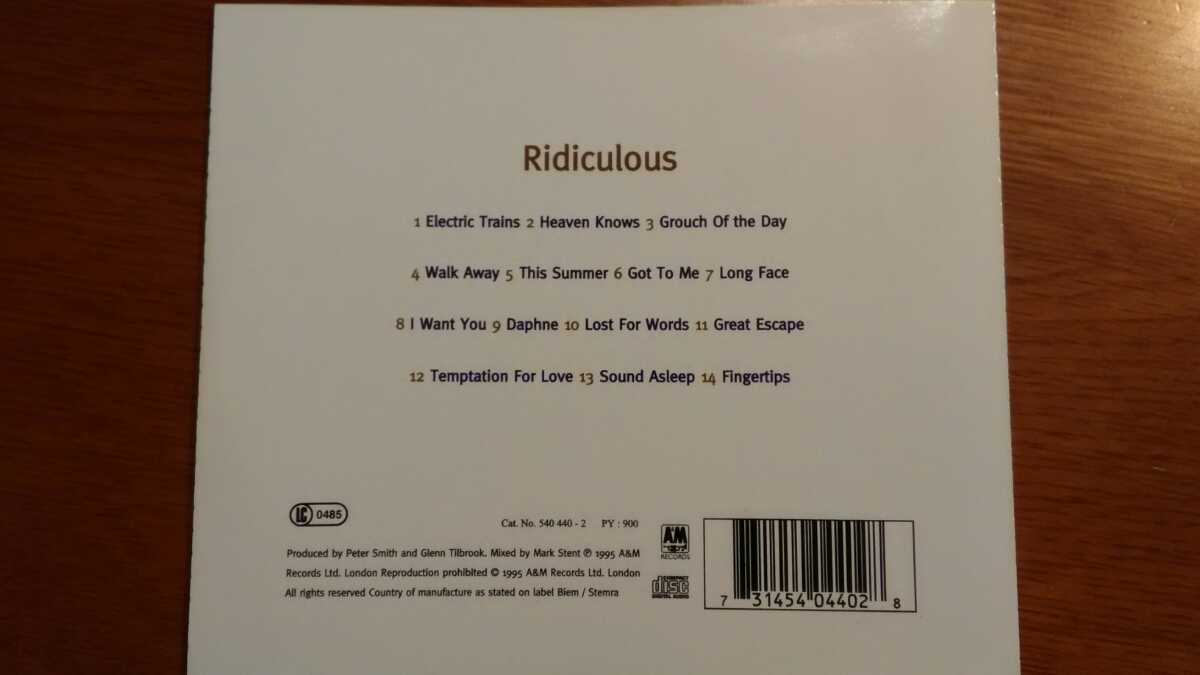 Ridiculous
1 Electric Trains 2 Heaven Knows 3 Grouch Of the Day
4 Walk Away 5 This Summer 6 Got To Me 7 Long Face
8 I Want You 9 Daphne 10 Lost For Words 11 Great Escape
12 Temptation For Love 13 Sound Asleep 14 Fingertips
LC 0485
Cat. No. 540 440 - 2 PY : 900
Produced by Peter Smith and Glenn Tilbrook. Mixed by Mark Stent ℗ 1995 A&M
Records Ltd. London Reproduction prohibited © 1995 A&M Records Ltd. London
All rights reserved Country of manufacture as stated on label Biem / Stemra
A&M
RECORDS
COMPACT
disc
DIGITAL AUDIO
7 31454 04402 8